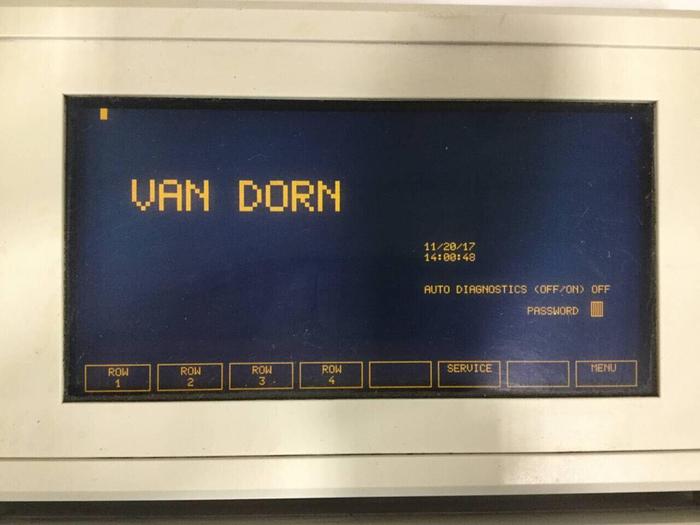 VAN DORN
11/20/17
14:00:48
AUTO DIAGNOSTICS (OFF/ON) OFF
PASSWORD
ROW 1
ROW 2
ROW 3
ROW 4
SERVICE
MENU